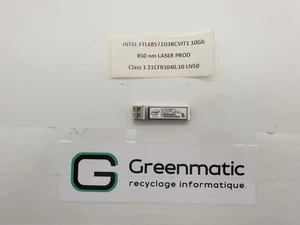 INTEL FTLX8571D3BCVIT1 10Gb
850 nm LASER PROD
Class 1 21CFR1040.10 LN50
Greenmatic
recyclage informatique.